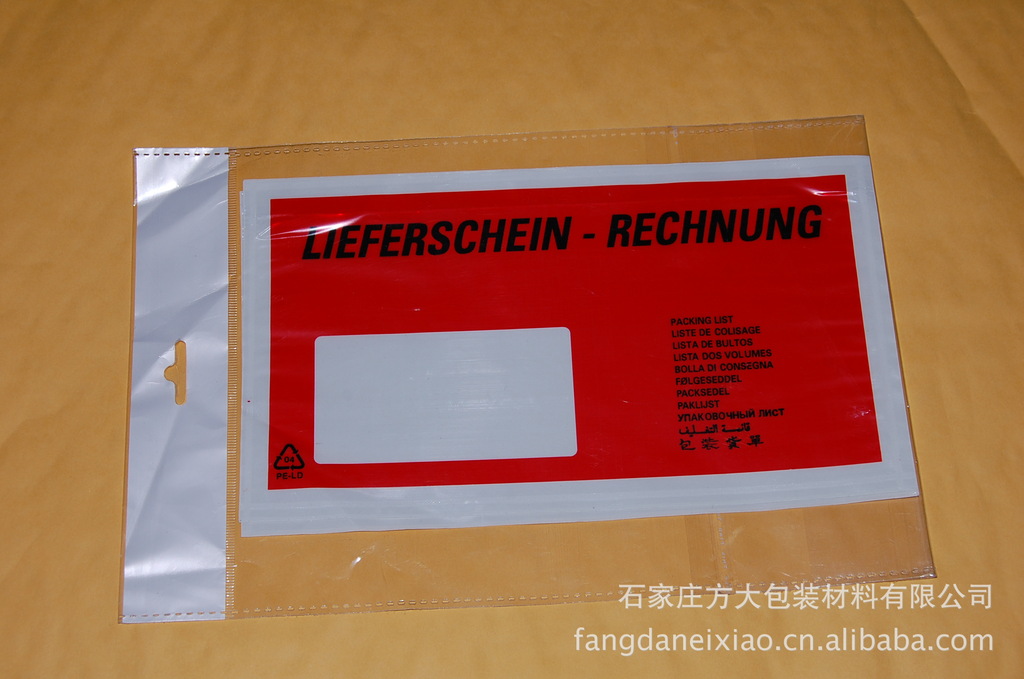 LIEFERSCHEIN - RECHNUNG
PACKING LIST
LISTE DE COLISAGE
LISTA DE BULTOS
LISTA DOS VOLUMES
BOLLA DI CONSEGNA
FØLGESEDDEL
PACKSEDEL
PAKLIJST
УПАКОВОЧНЫЙ ЛИСТ
قائمة التغليف
包装货单
04
PE-LD
石家庄方大包装材料有限公司
fangdaneixiao.cn.alibaba.com